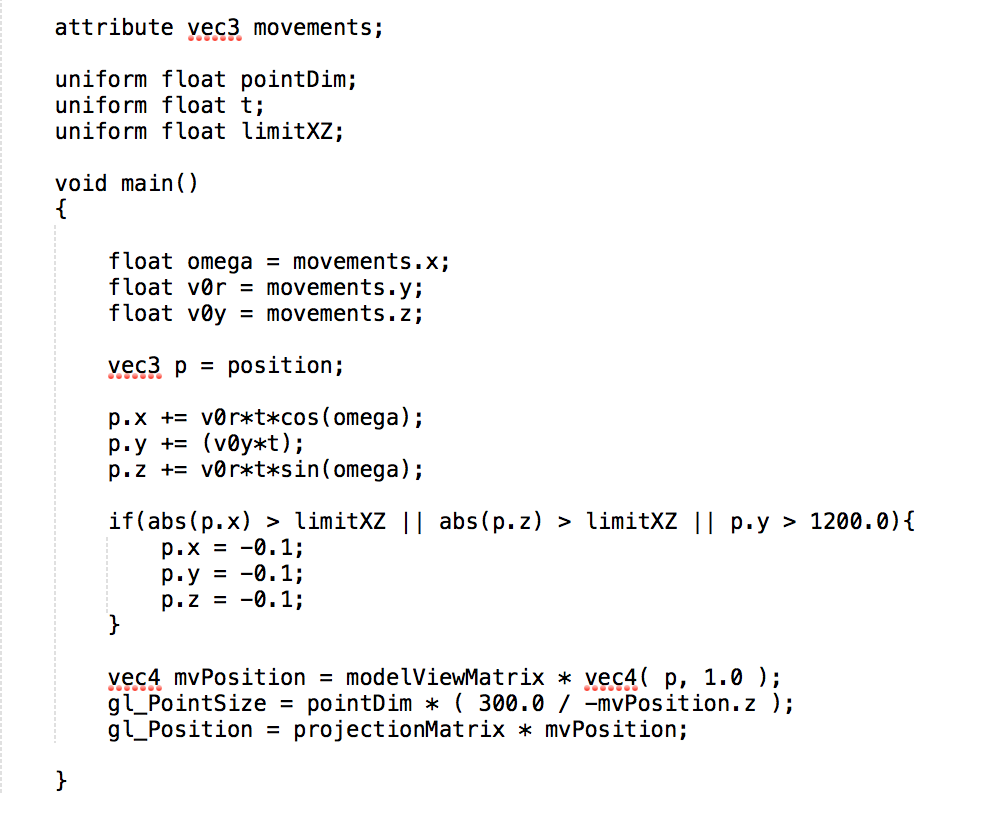 attribute vec3 movements;
uniform float pointDim;
uniform float t;
uniform float limitXZ;
void main()
{
float omega = movements.x;
float v0r = movements.y;
float v0y = movements.z;
vec3 p = position;
p.x += v0r*t*cos(omega);
p.y += (v0y*t);
p.z += v0r*t*sin(omega);
if(abs(p.x) > limitXZ || abs(p.z) > limitXZ || p.y > 1200.0){
p.x = -0.1;
p.y = -0.1;
p.z = -0.1;
}
vec4 mvPosition = modelViewMatrix * vec4( p, 1.0 );
gl_PointSize = pointDim * ( 300.0 / -mvPosition.z );
gl_Position = projectionMatrix * mvPosition;
}